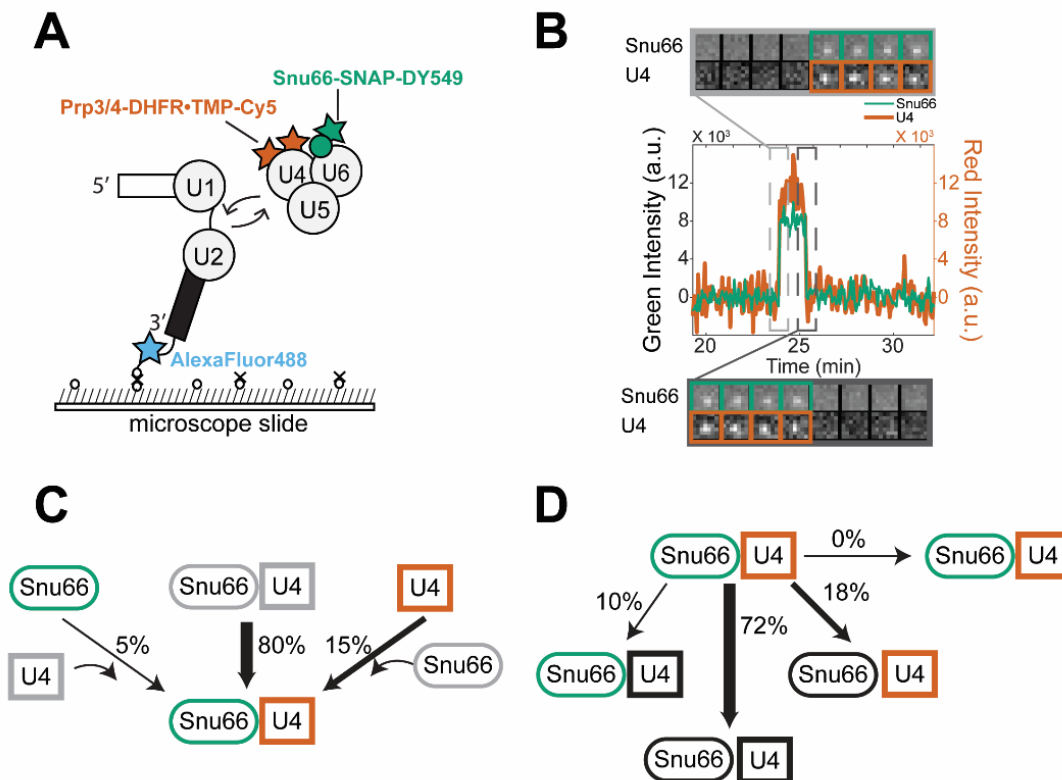 A
Snu66-SNAP-DY549
Prp3/4-DHFR•TMP-Cy5
U4
U6
U5
5′
U1
U2
3′
AlexaFluor488
microscope slide
B
Snu66
U4
Snu66
U4
X 10³
X 10³
Green Intensity (a.u.)
12
8
4
0
12
8
4
0
Red Intensity (a.u.)
20
25
30
Time (min)
Snu66
U4
C
Snu66
Snu66
U4
U4
5%
80%
15%
U4
Snu66
Snu66
U4
D
Snu66
U4
0%
Snu66
U4
10%
72%
18%
Snu66
U4
Snu66
U4
Snu66
U4